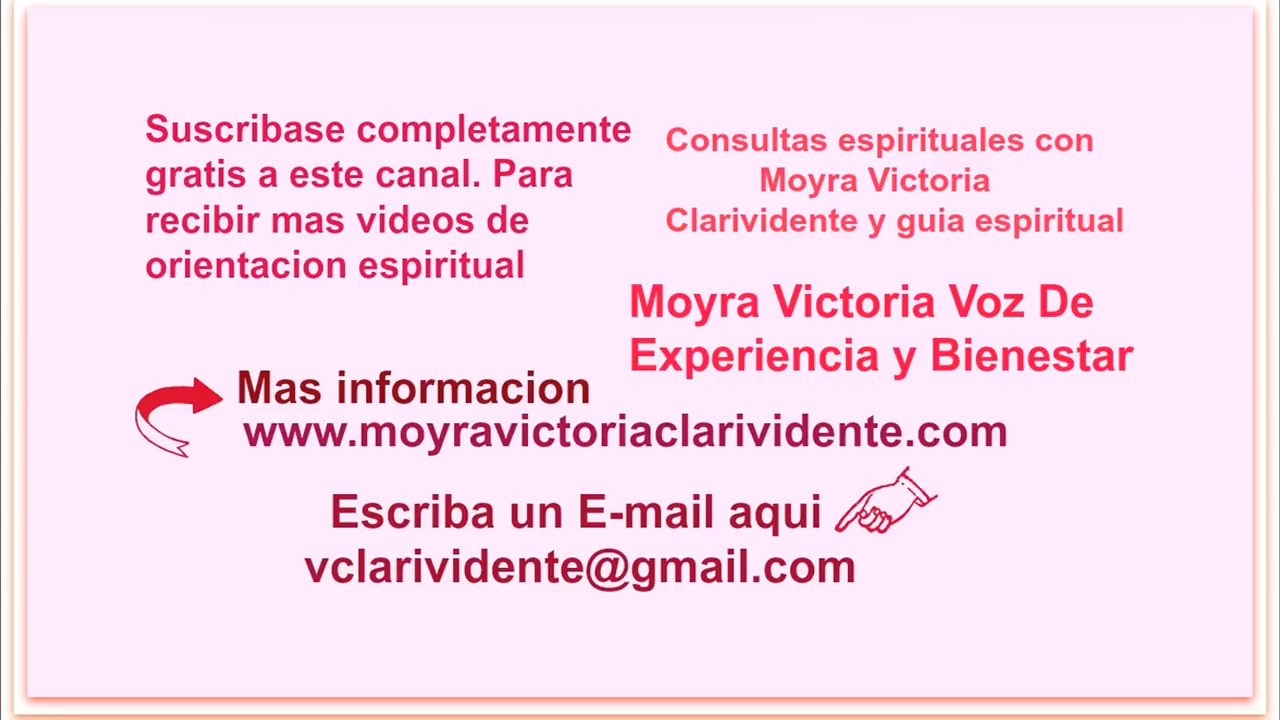 Suscribase completamente
gratis a este canal. Para
recibir mas videos de
orientacion espiritual
Consultas espirituales con
Moyra Victoria
Clarividente y guia espiritual
Moyra Victoria Voz De
Experiencia y Bienestar
Mas informacion
www.moyravictoriaclarividente.com
Escriba un E-mail aqui
vclarividente@gmail.com